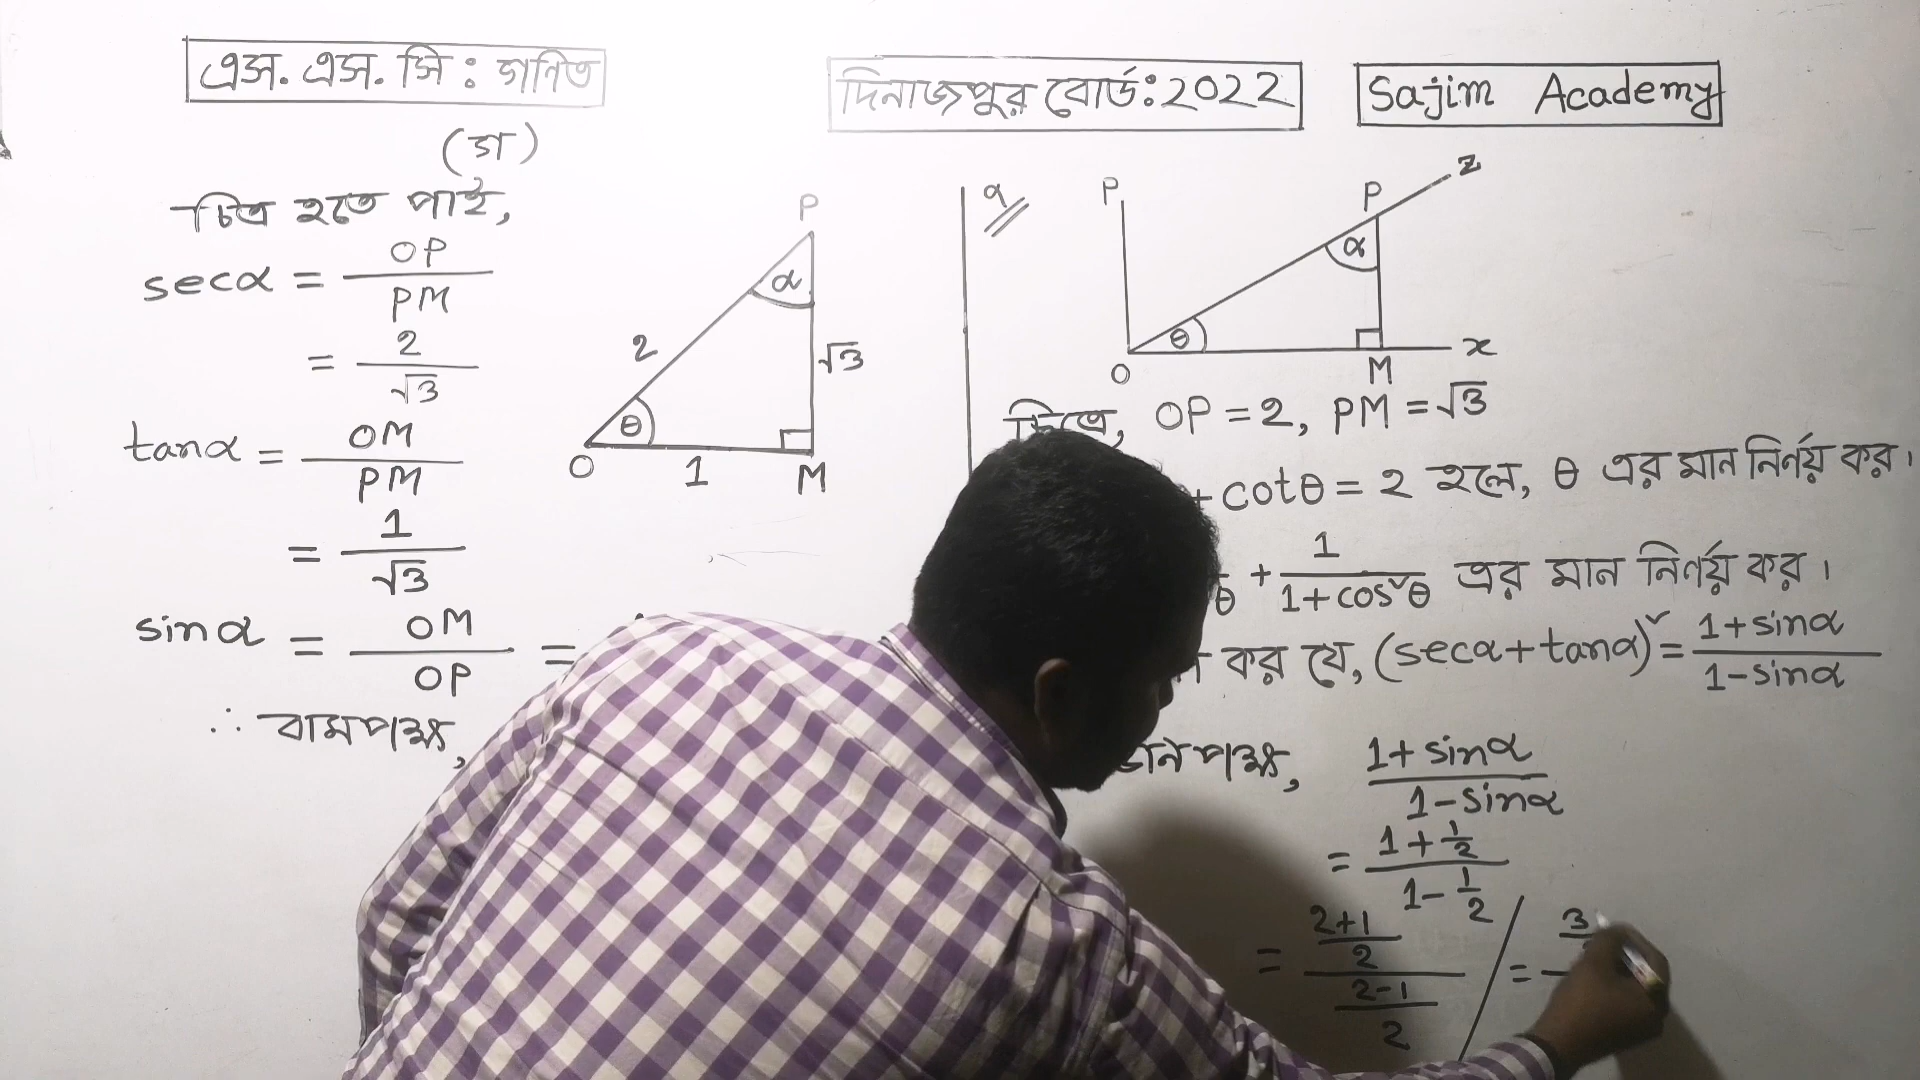 এস. এস. সি : গণিত
দিনাজপুর বোর্ড: ২০২২
Sajim Academy
(গ)
চিত্র হতে পাই,
secα = OP/PM
= 2/√3
tanα = OM/PM
= 1/√3
sinα = OM/OP =
∴ বামপক্ষ,
P
α
2
√3
θ
O
1
M
P
P
z
α
θ
O
M
x
চিত্রে, OP = 2, PM = √3
+ cotθ = 2 হলে, θ এর মান নির্ণয় কর।
θ + 1/(1+cos²θ) এর মান নির্ণয় কর।
কর যে, (secα + tanα)² = (1+sinα)/(1-sinα)
ডানপক্ষ, (1+sinα)/(1-sinα)
= (1+1/2)/(1-1/2)
= ((2+1)/2)/((2-1)/2)
= 3